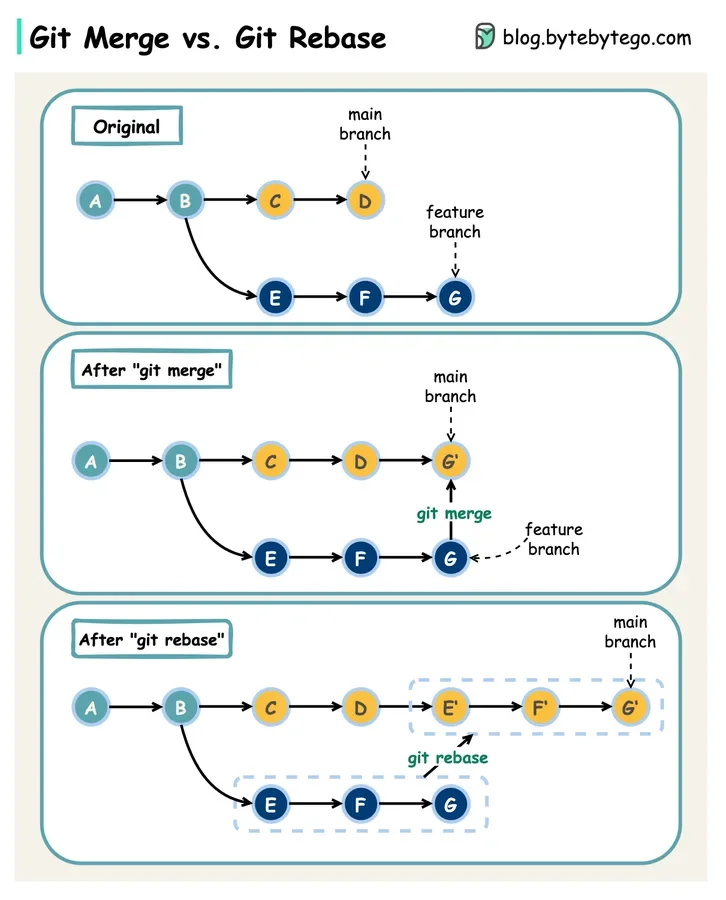 Git Merge vs. Git Rebase
blog.bytebytego.com
Original
main
branch
A
B
C
D
feature
branch
E
F
G
After "git merge"
main
branch
A
B
C
D
G'
git merge
feature
branch
E
F
G
After "git rebase"
main
branch
A
B
C
D
E'
F'
G'
git rebase
E
F
G